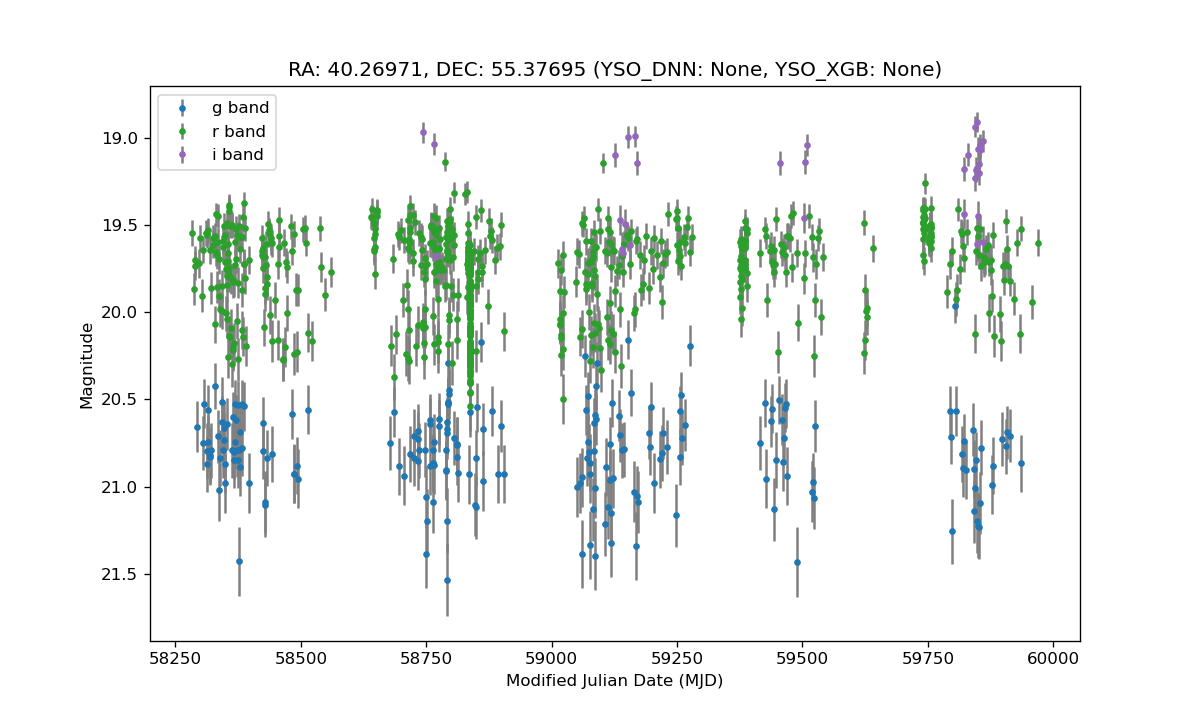 RA: 40.26971, DEC: 55.37695 (YSO_DNN: None, YSO_XGB: None)
g band
r band
i band
19.0
19.5
20.0
20.5
21.0
21.5
Magnitude
58250 58500 58750 59000 59250 59500 59750 60000
Modified Julian Date (MJD)